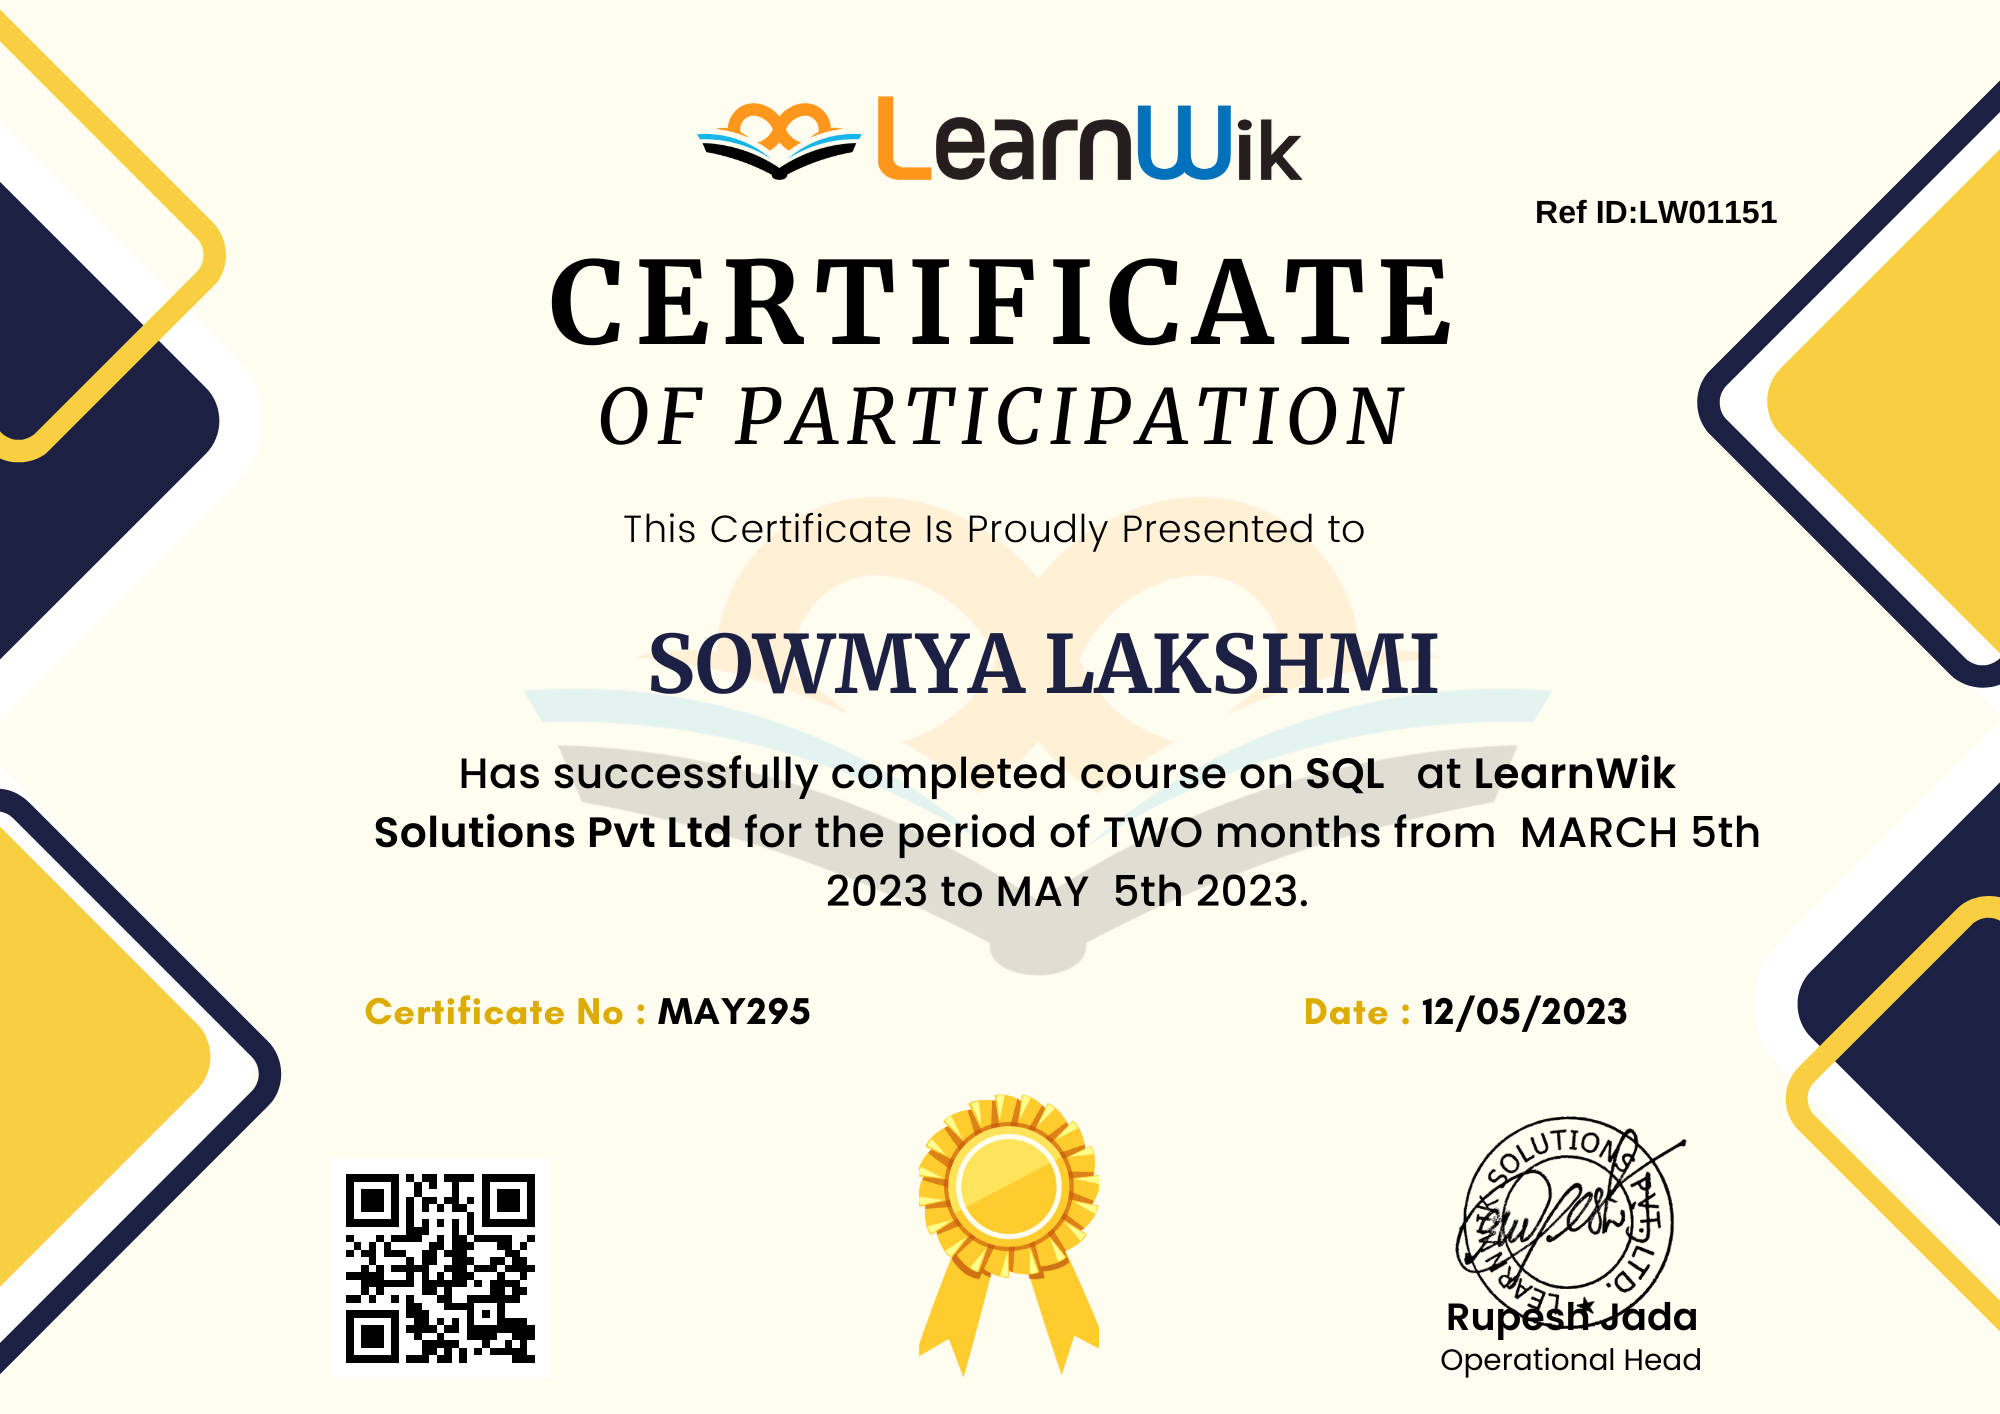 LearnWik
Ref ID:LW01151
CERTIFICATE
OF PARTICIPATION
This Certificate Is Proudly Presented to
SOWMYA LAKSHMI
Has successfully completed course on SQL at LearnWik
Solutions Pvt Ltd for the period of TWO months from MARCH 5th
2023 to MAY 5th 2023.
Certificate No : MAY295
Date : 12/05/2023
LEARNWIK SOLUTIONS PVT. LTD.
Rupesh Jada
Operational Head